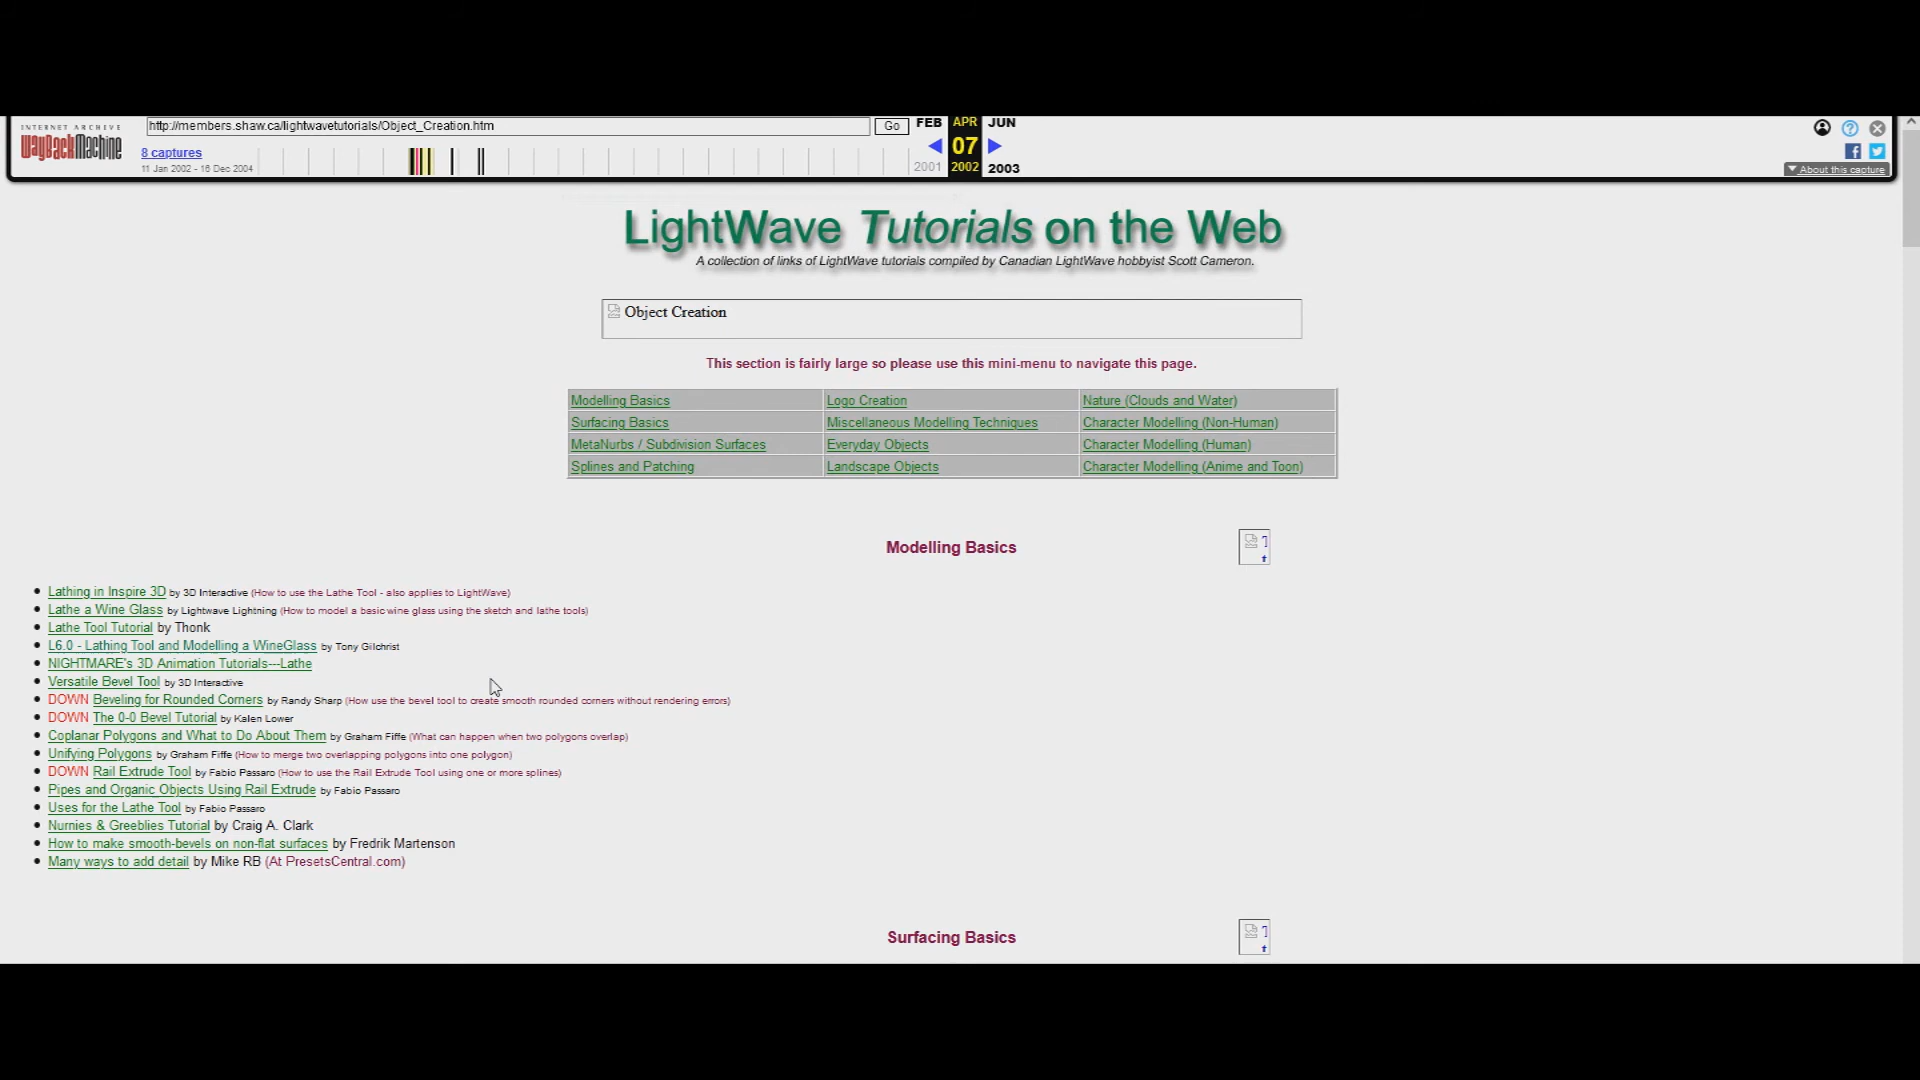 INTERNET ARCHIVE
WayBackMachine
http://members.shaw.ca/lightwavetutorials/Object_Creation.htm
Go
FEB APR JUN
8 captures
07
11 Jan 2002 - 16 Dec 2004
2001 2002 2003
About this capture
LightWave Tutorials on the Web
A collection of links of LightWave tutorials compiled by Canadian LightWave hobbyist Scott Cameron.
Object Creation
This section is fairly large so please use this mini-menu to navigate this page.
Modelling Basics Logo Creation Nature (Clouds and Water)
Surfacing Basics Miscellaneous Modelling Techniques Character Modelling (Non-Human)
MetaNurbs / Subdivision Surfaces Everyday Objects Character Modelling (Human)
Splines and Patching Landscape Objects Character Modelling (Anime and Toon)
Modelling Basics
Lathing in Inspire 3D by 3D Interactive (How to use the Lathe Tool - also applies to LightWave)
Lathe a Wine Glass by Lightwave Lightning (How to model a basic wine glass using the sketch and lathe tools)
Lathe Tool Tutorial by Thonk
L6.0 - Lathing Tool and Modelling a WineGlass by Tony Gilchrist
NIGHTMARE's 3D Animation Tutorials---Lathe
Versatile Bevel Tool by 3D Interactive
DOWN Beveling for Rounded Corners by Randy Sharp (How use the bevel tool to create smooth rounded corners without rendering errors)
DOWN The 0-0 Bevel Tutorial by Kalen Lower
Coplanar Polygons and What to Do About Them by Graham Fiffe (What can happen when two polygons overlap)
Unifying Polygons by Graham Fiffe (How to merge two overlapping polygons into one polygon)
DOWN Rail Extrude Tool by Fabio Passaro (How to use the Rail Extrude Tool using one or more splines)
Pipes and Organic Objects Using Rail Extrude by Fabio Passaro
Uses for the Lathe Tool by Fabio Passaro
Nurnies & Greeblies Tutorial by Craig A. Clark
How to make smooth-bevels on non-flat surfaces by Fredrik Martenson
Many ways to add detail by Mike RB (At PresetsCentral.com)
Surfacing Basics